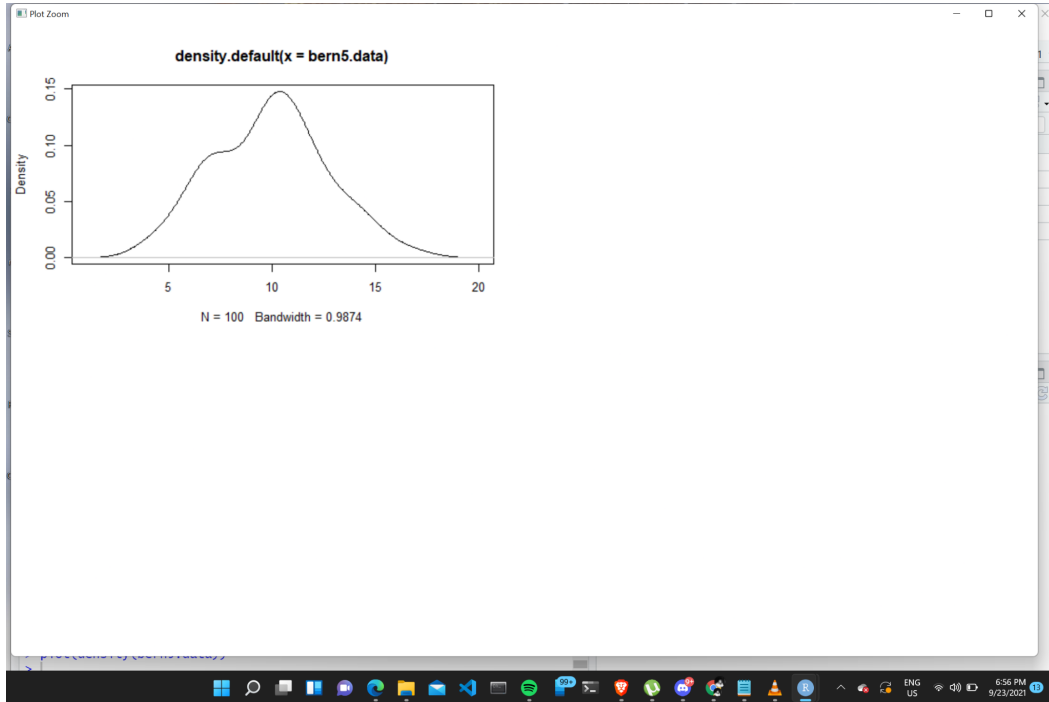 Plot Zoom
density.default(x = bern5.data)
Density
0.15
0.10
0.05
0.00
5 10 15 20
N = 100 Bandwidth = 0.9874
>
99+
ENG
US
6:56 PM
9/23/2021
13